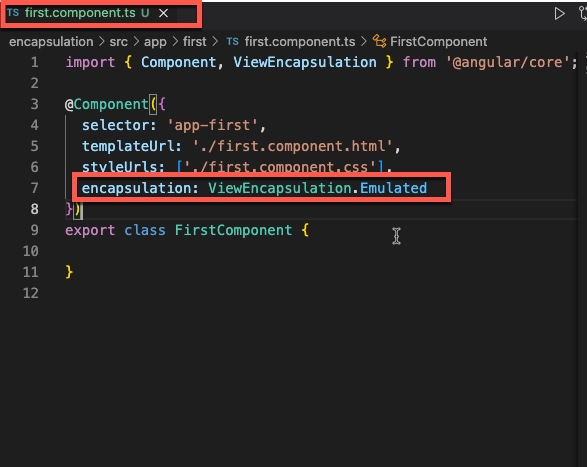 TS first.component.ts U ×
encapsulation > src > app > first > TS first.component.ts > FirstComponent
1 import { Component, ViewEncapsulation } from '@angular/core';
2
3 @Component({
4 selector: 'app-first',
5 templateUrl: './first.component.html',
6 styleUrls: ['./first.component.css'],
7 encapsulation: ViewEncapsulation.Emulated
8 })
9 export class FirstComponent {
10
11 }
12